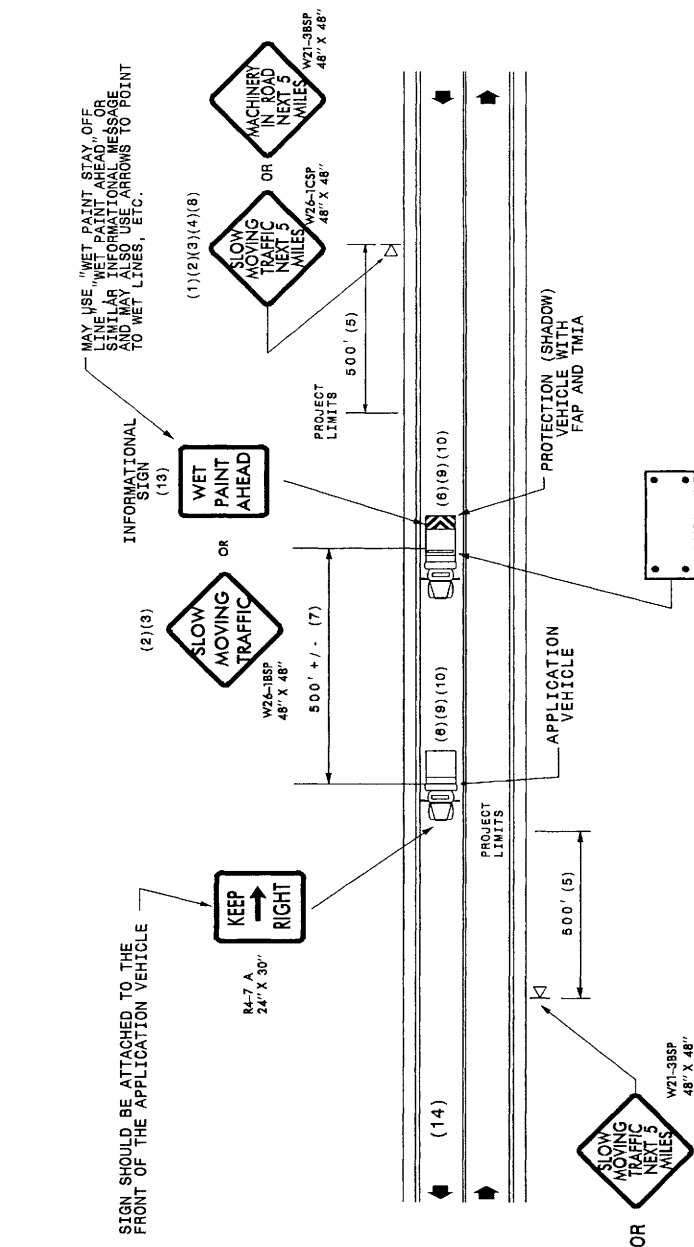 MAY USE "WET PAINT STAY OFF
LINE" "WET PAINT AHEAD" OR
SIMILAR INFORMATIONAL MESSAGE
AND MAY ALSO USE ARROWS TO POINT
TO WET LINES, ETC.
SIGN SHOULD BE ATTACHED TO THE
FRONT OF THE APPLICATION VEHICLE
KEEP
RIGHT
R4-7 A
24" X 30"
(2)(3)
SLOW
MOVING
TRAFFIC
W26-1BSP
48" X 48"
OR
INFORMATIONAL
SIGN
(13)
WET
PAINT
AHEAD
(1)(2)(3)(4)(8)
SLOW
MOVING
TRAFFIC
NEXT 5
MILES
W26-1CSP
48" X 48"
OR
MACHINERY
IN ROAD
NEXT 5
MILES
W21-3BSP
48" X 48"
500' +/- (7)
PROJECT
LIMITS
500' (5)
(14)
(6)(9)(10)
(6)(9)(10)
PROJECT
LIMITS
500' (5)
APPLICATION
VEHICLE
PROTECTION (SHADOW)
VEHICLE WITH
FAP AND TMIA
OR
SLOW
MOVING
TRAFFIC
NEXT 5
MILES
W21-3BSP
48" X 48"